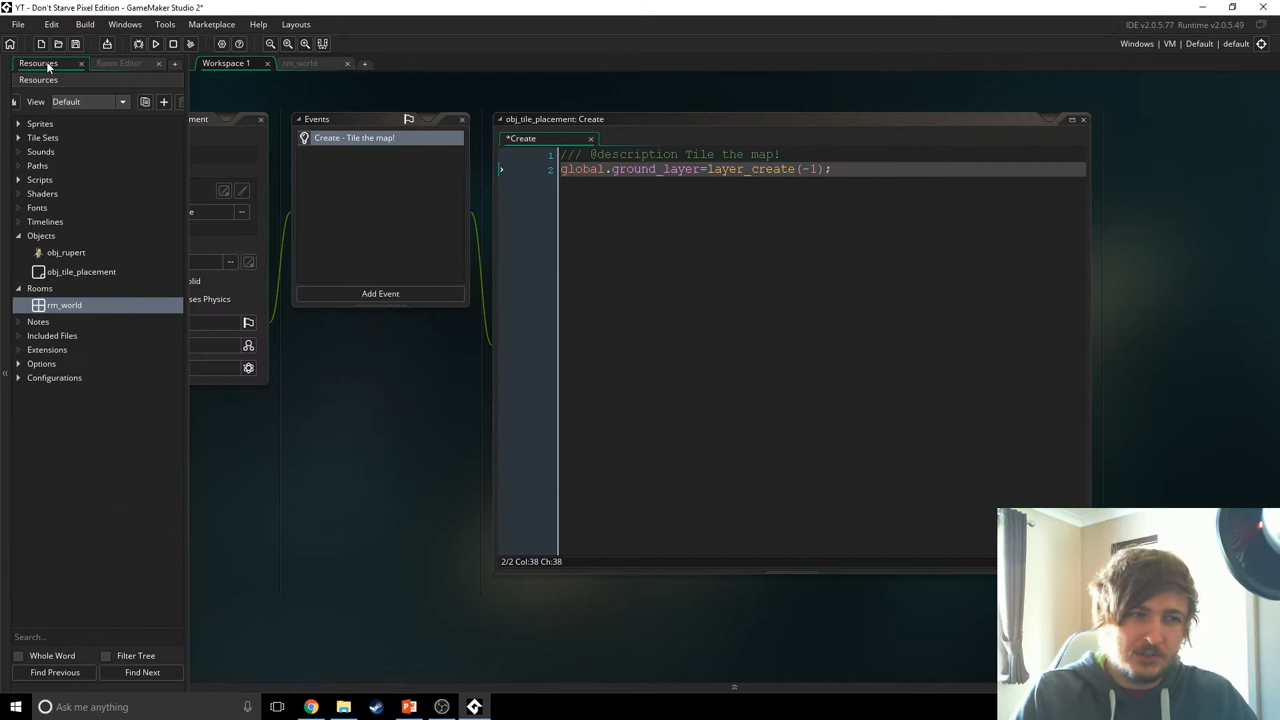 YT - Don't Starve Pixel Edition - GameMaker Studio 2*
File Edit Build Windows Tools Marketplace Help Layouts
IDE v2.0.5.77 Runtime v2.0.5.49
Windows | VM | Default | default
Resources Room Editor Workspace 1 rm_world
Resources
View Default
Sprites
Tile Sets
Sounds
Paths
Scripts
Shaders
Fonts
Timelines
Objects
obj_rupert
obj_tile_placement
Rooms
rm_world
Notes
Included Files
Extensions
Options
Configurations
Search...
Whole Word Filter Tree
Find Previous Find Next
ment
e
lid
ses Physics
Events
Create - Tile the map!
Add Event
obj_tile_placement: Create
*Create
1 /// @description Tile the map!
2 global.ground_layer=layer_create(-1);
2/2 Col:38 Ch:38
Ask me anything